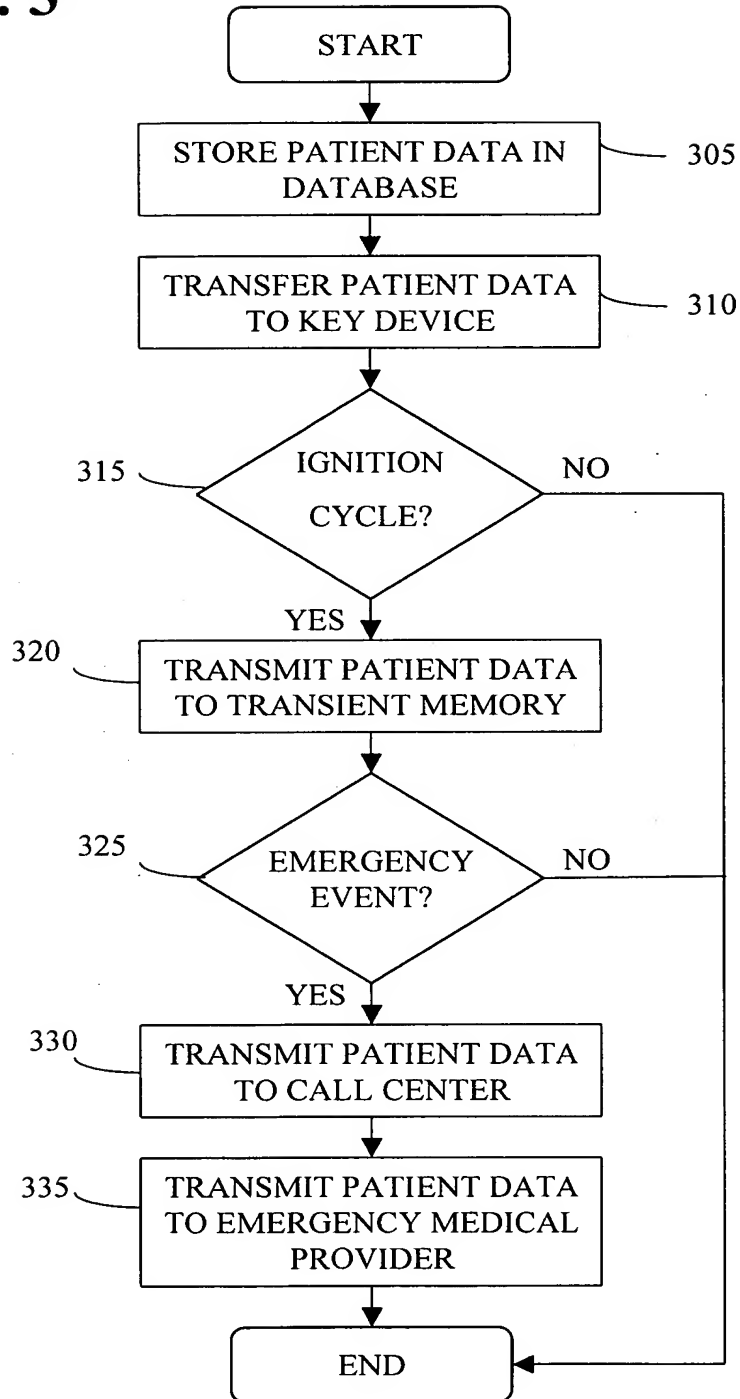 . 3
START
STORE PATIENT DATA IN
DATABASE
305
TRANSFER PATIENT DATA
TO KEY DEVICE
310
315
IGNITION
CYCLE?
NO
YES
320
TRANSMIT PATIENT DATA
TO TRANSIENT MEMORY
325
EMERGENCY
EVENT?
NO
YES
330
TRANSMIT PATIENT DATA
TO CALL CENTER
335
TRANSMIT PATIENT DATA
TO EMERGENCY MEDICAL
PROVIDER
END